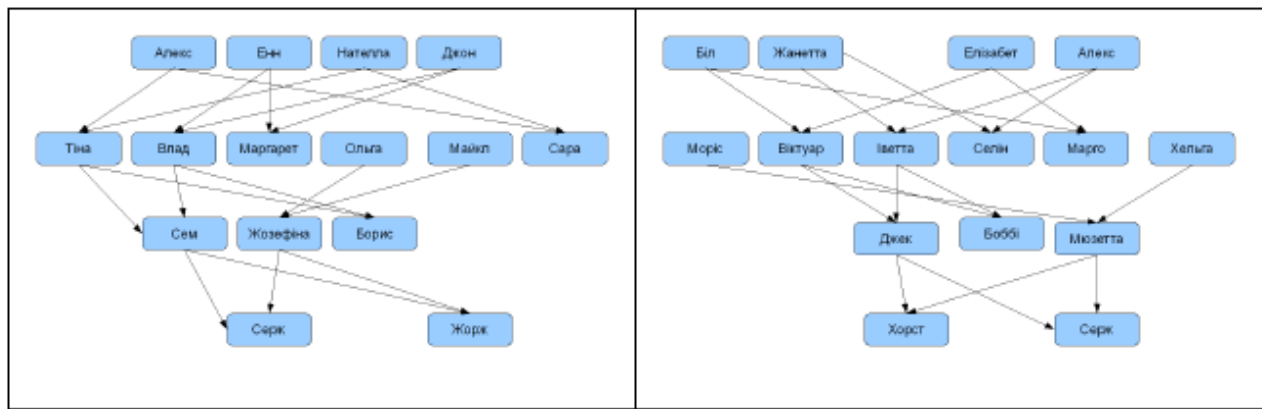 Алекс Енн Нателла Джон
Тіна Влад Маргарет Ольга Майкл Сара
Сем Жозефіна Борис
Серж Жорж
Біл Жанетта Елізабет Алекс
Моріс Віктуар Іветта Селін Марго Хельга
Джек Боббі Мюзетта
Хорст Серж